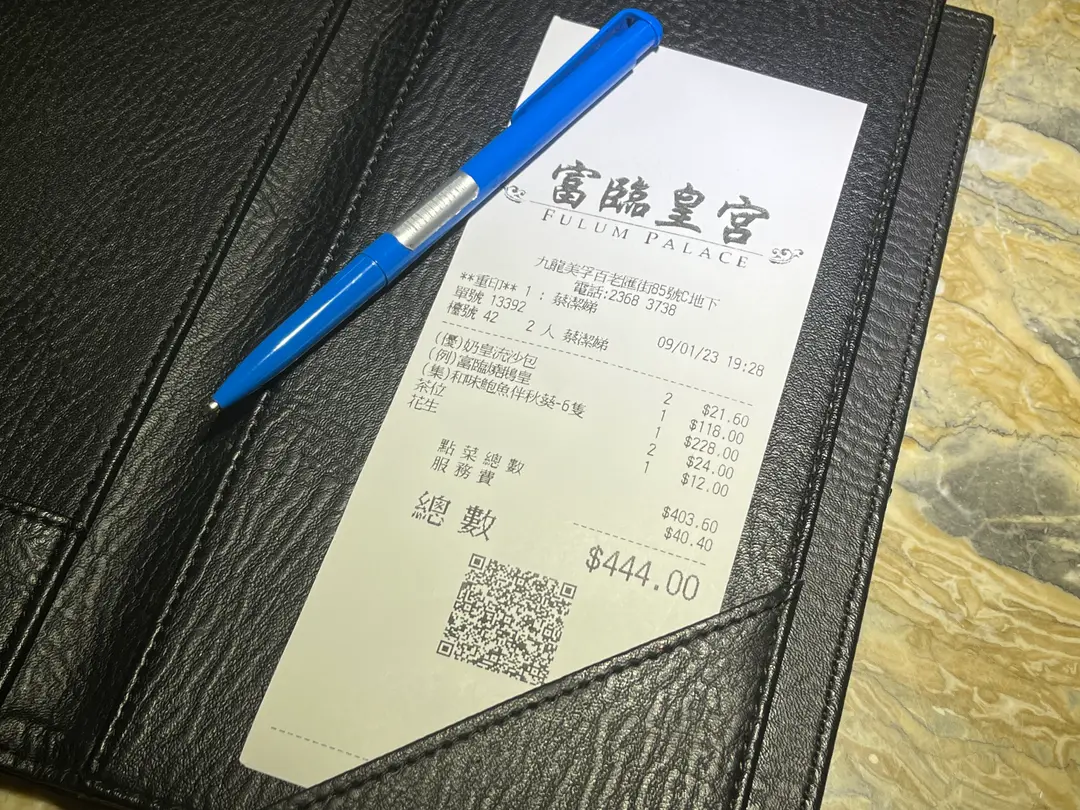 富臨皇宮
FULUM PALACE
九龍美孚百老匯街85號C地下
電話:2368 3738
**重印** 1 : 蔡潔娣
單號 13392 09/01/23 19:28
檯號 42 2 人 蔡潔娣
(優)奶皇流沙包 2 $21.60
(例)富臨燒鵝皇 1 $118.00
(集)和味鮑魚伴秋葵-6隻 1 $228.00
茶位 2 $24.00
花生 1 $12.00
點菜總數 $403.60
服務費 $40.40
總數 $444.00